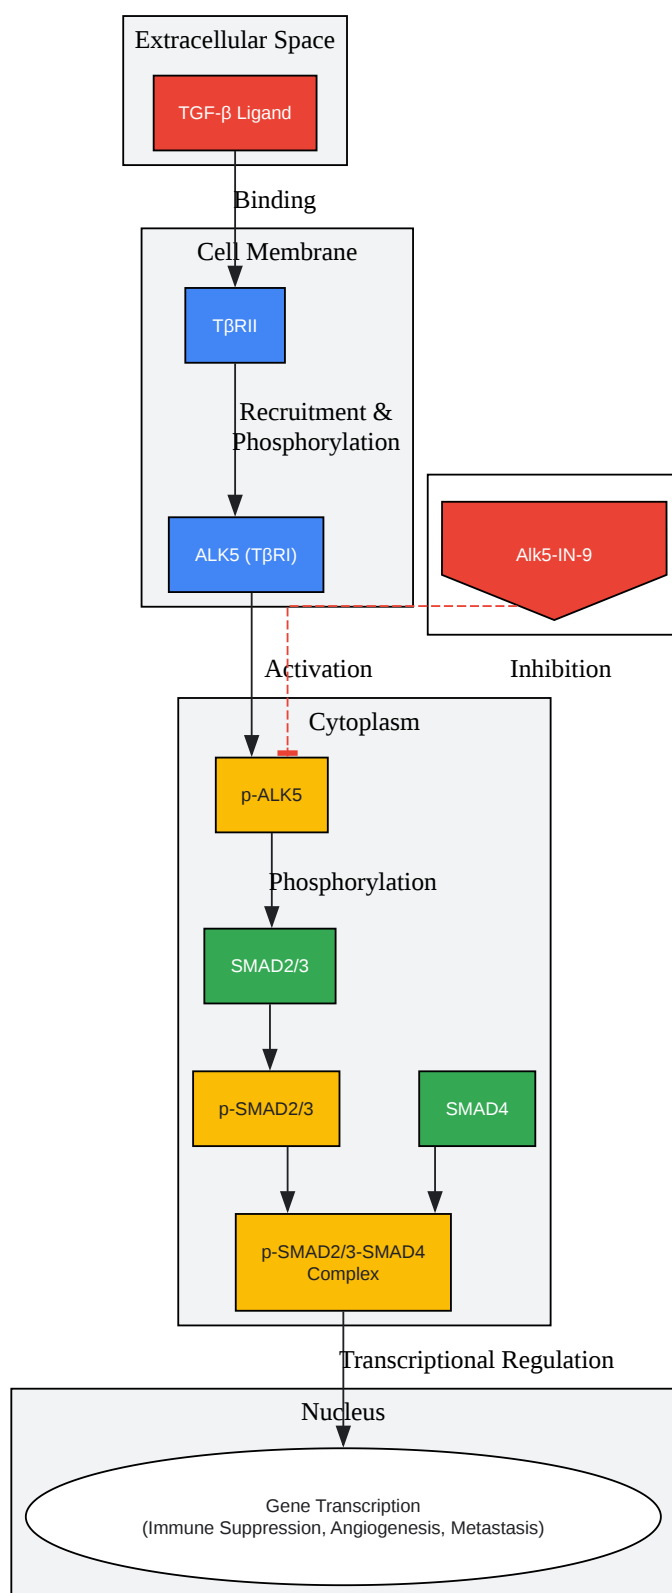 Extracellular Space
TGF-β Ligand
Binding
Cell Membrane
TβRII
Recruitment &
Phosphorylation
ALK5 (TβRI)
Alk5-IN-9
Activation
Inhibition
Cytoplasm
p-ALK5
Phosphorylation
SMAD2/3
p-SMAD2/3
SMAD4
p-SMAD2/3-SMAD4
Complex
Transcriptional Regulation
Nucleus
Gene Transcription
(Immune Suppression, Angiogenesis, Metastasis)